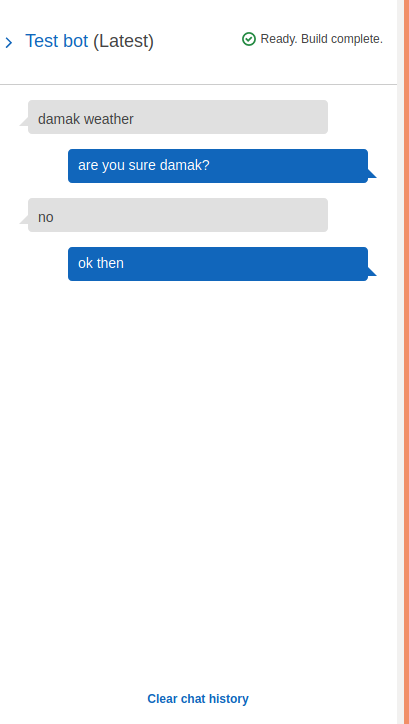 Test bot (Latest)
Ready. Build complete.
damak weather
are you sure damak?
no
ok then
Clear chat history